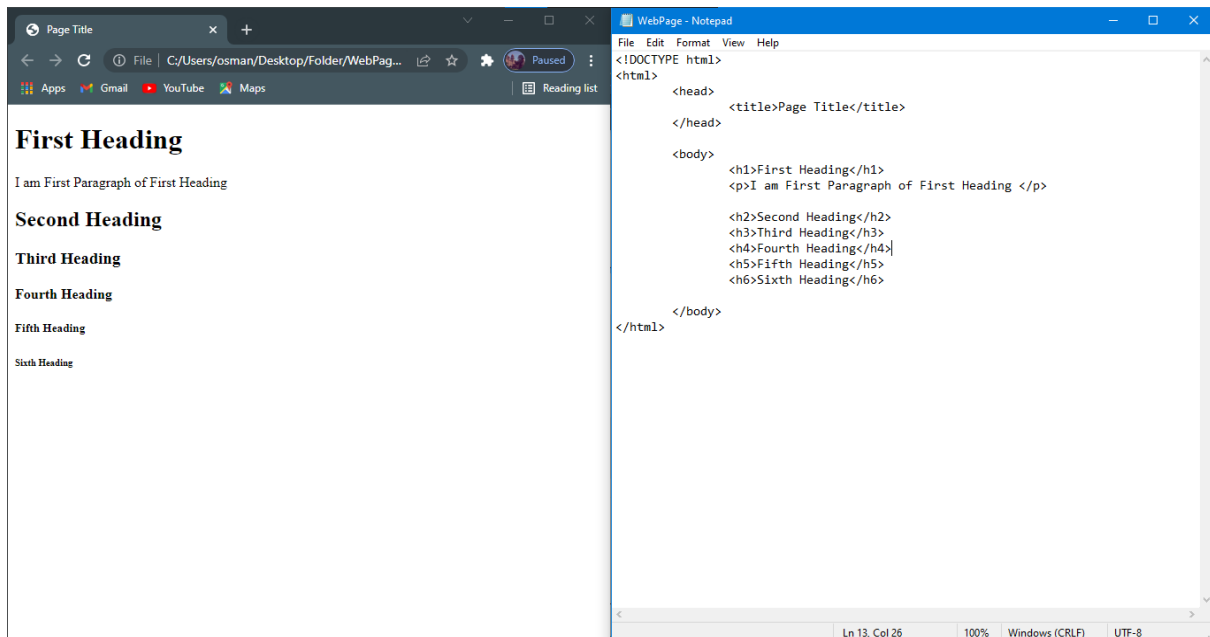 Page Title
File C:/Users/osman/Desktop/Folder/WebPag... Paused
Apps Gmail YouTube Maps Reading list
First Heading
I am First Paragraph of First Heading
Second Heading
Third Heading
Fourth Heading
Fifth Heading
Sixth Heading
WebPage - Notepad
File Edit Format View Help
<!DOCTYPE html>
<html>
<head>
<title>Page Title</title>
</head>
<body>
<h1>First Heading</h1>
<p>I am First Paragraph of First Heading </p>
<h2>Second Heading</h2>
<h3>Third Heading</h3>
<h4>Fourth Heading</h4>
<h5>Fifth Heading</h5>
<h6>Sixth Heading</h6>
</body>
</html>
Ln 13, Col 26 100% Windows (CRLF) UTF-8